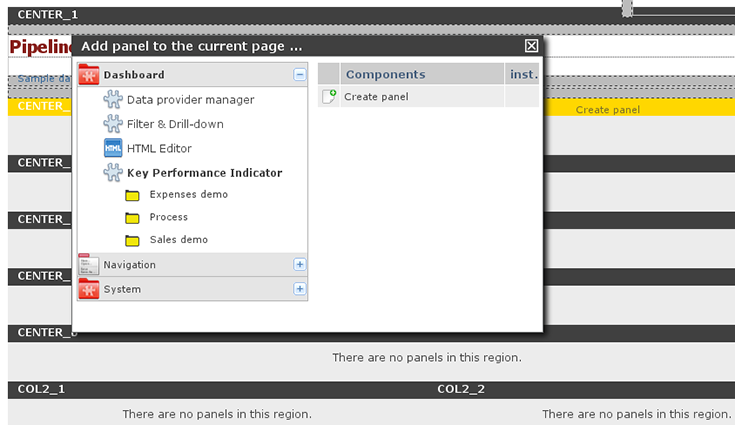 CENTER_1
Add panel to the current page ...
Pipeline
Sample da
Dashboard
Components inst.
Create panel
Data provider manager
Filter & Drill-down
HTML Editor
Key Performance Indicator
Expenses demo
Process
Sales demo
Navigation
System
CENTER_
Create panel
CENTER_
CENTER_
CENTER_
CENTER_
There are no panels in this region.
COL2_1 COL2_2
There are no panels in this region. There are no panels in this region.